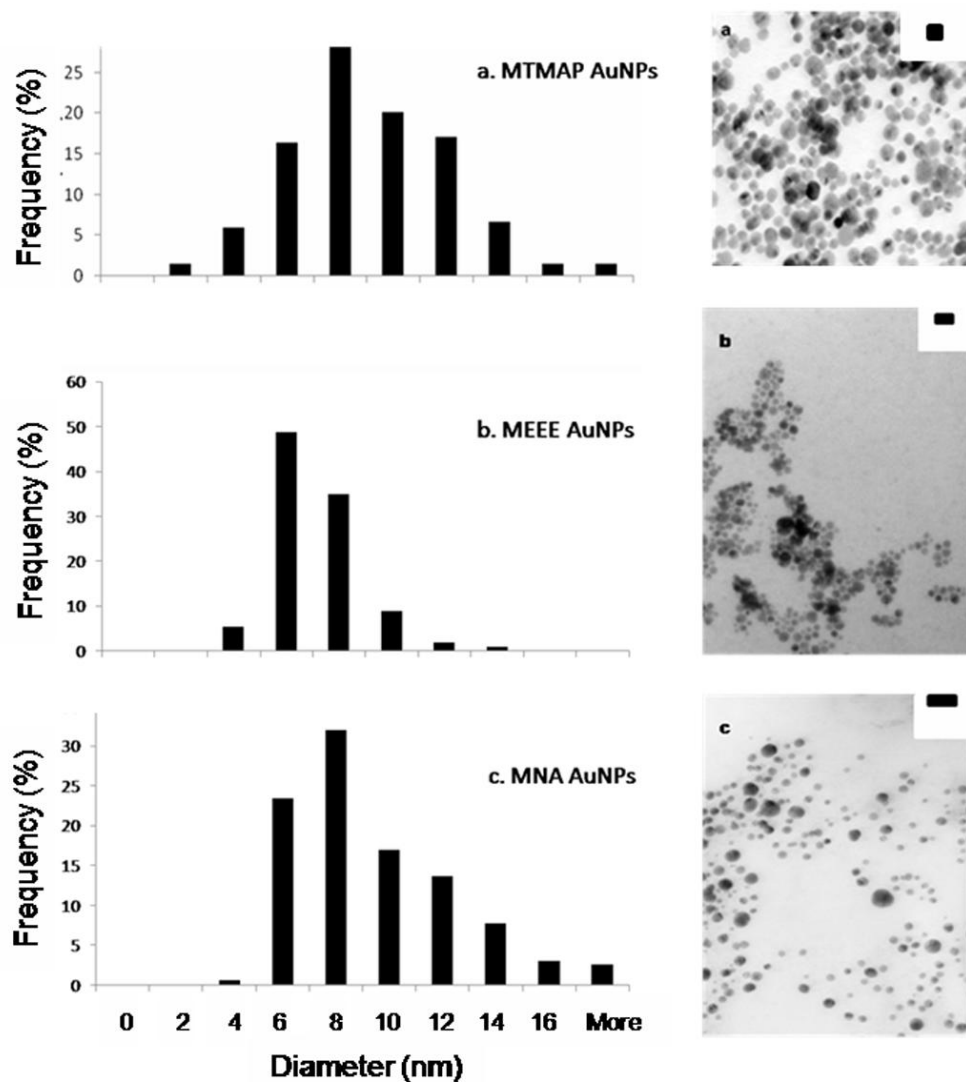 Frequency (%)
25
20
15
10
5
0
a. MTMAP AuNPs
a
Frequency (%)
60
50
40
30
20
10
0
b. MEEE AuNPs
b
Frequency (%)
30
25
20
15
10
5
0
c. MNA AuNPs
c
0 2 4 6 8 10 12 14 16 More
Diameter (nm)